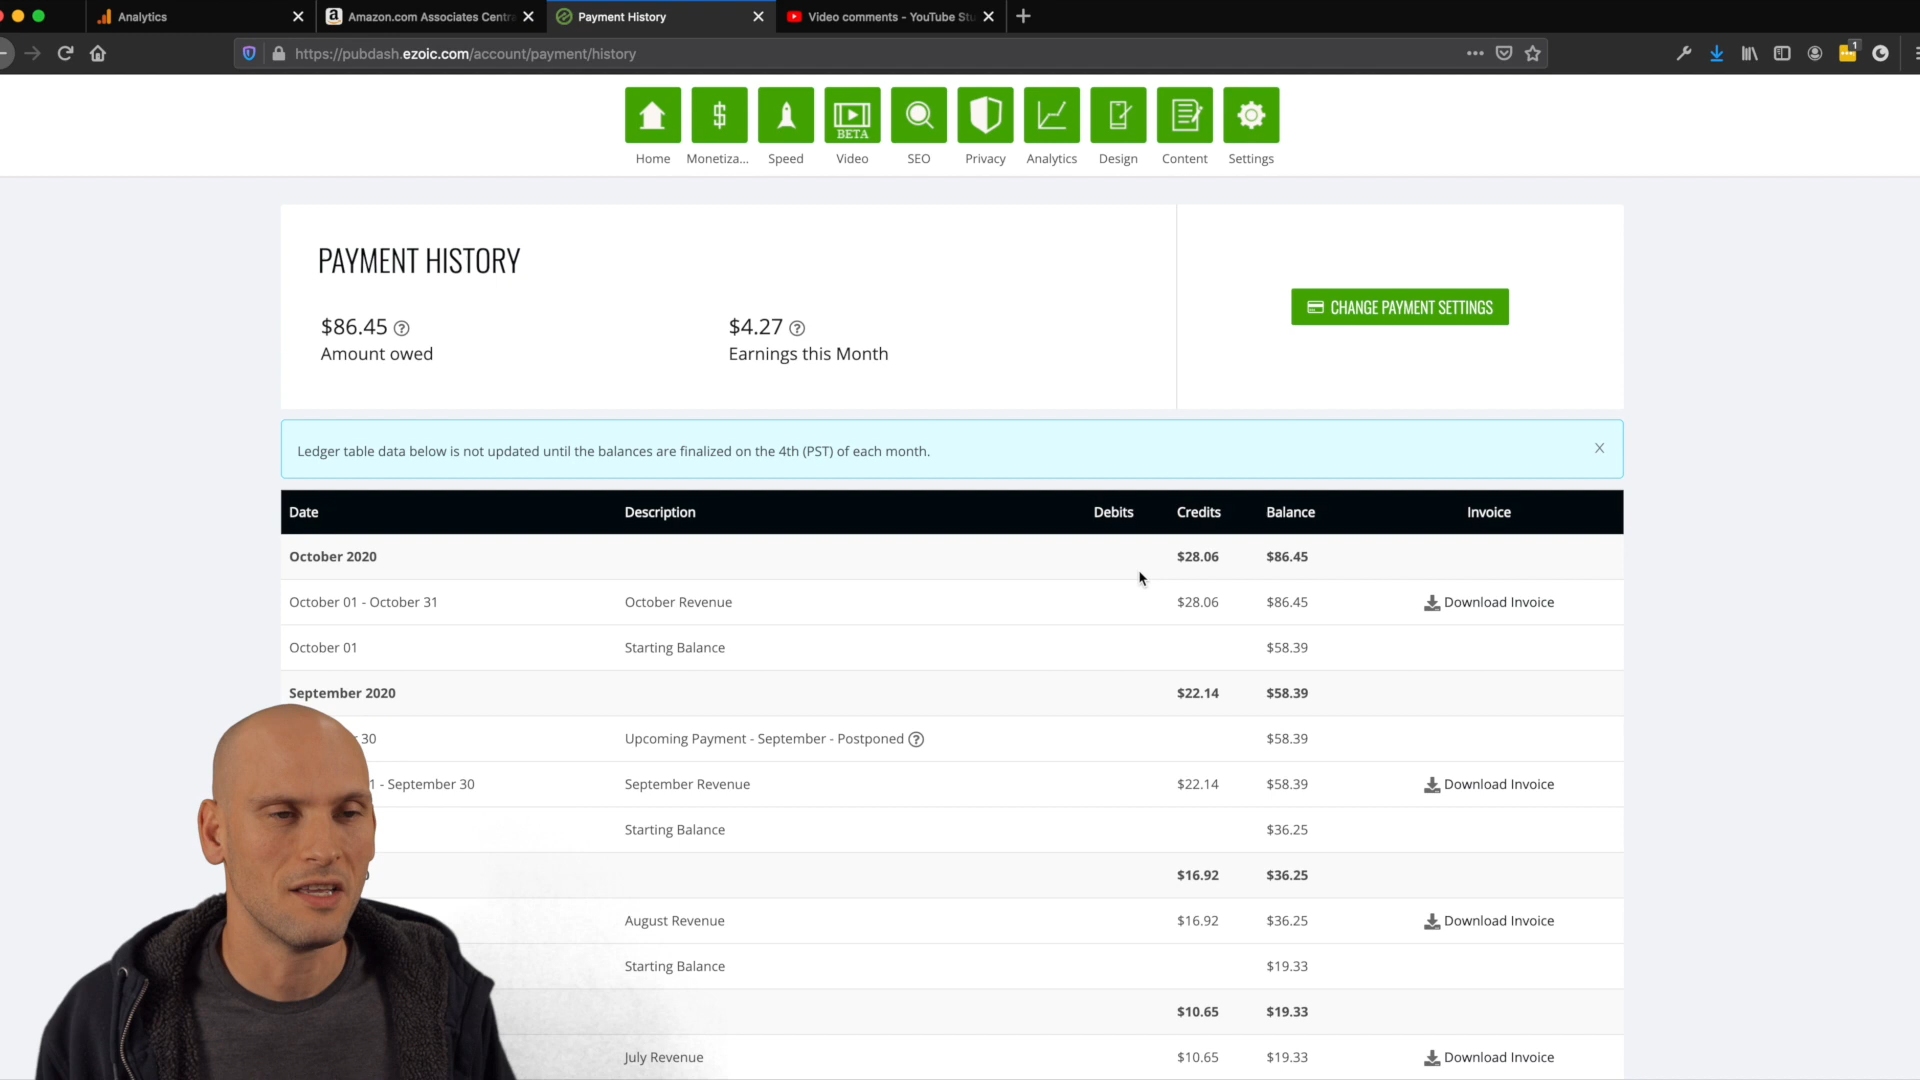 Analytics
Amazon.com Associates Centr
Payment History
Video comments - YouTube Stu
https://pubdash.ezoic.com/account/payment/history
1
BETA
Home Monetiza... Speed Video SEO Privacy Analytics Design Content Settings
PAYMENT HISTORY
$86.45
Amount owed
$4.27
Earnings this Month
CHANGE PAYMENT SETTINGS
Ledger table data below is not updated until the balances are finalized on the 4th (PST) of each month.
Date Description Debits Credits Balance Invoice
October 2020 $28.06 $86.45
October 01 - October 31 October Revenue $28.06 $86.45 Download Invoice
October 01 Starting Balance $58.39
September 2020 $22.14 $58.39
30 Upcoming Payment - September - Postponed $58.39
1 - September 30 September Revenue $22.14 $58.39 Download Invoice
Starting Balance $36.25
$16.92 $36.25
August Revenue $16.92 $36.25 Download Invoice
Starting Balance $19.33
$10.65 $19.33
July Revenue $10.65 $19.33 Download Invoice